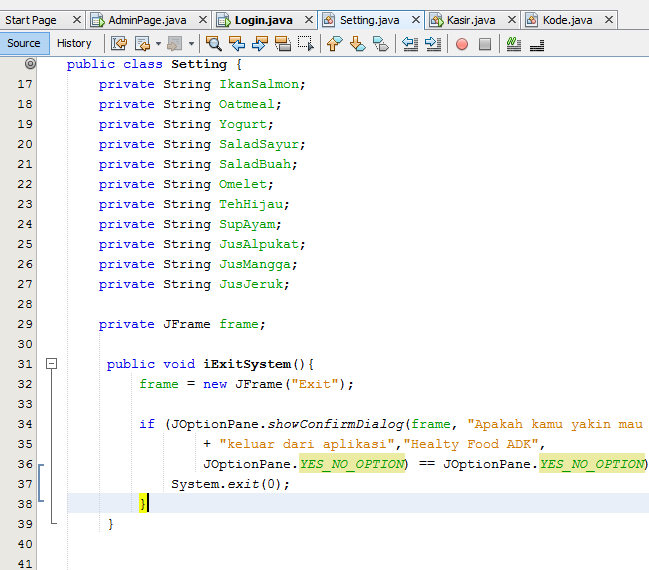 Start Page AdminPage.java Login.java Setting.java Kasir.java Kode.java
Source History
public class Setting {
17 private String IkanSalmon;
18 private String Oatmeal;
19 private String Yogurt;
20 private String SaladSayur;
21 private String SaladBuah;
22 private String Omelet;
23 private String TehHijau;
24 private String SupAyam;
25 private String JusAlpukat;
26 private String JusMangga;
27 private String JusJeruk;
28
29 private JFrame frame;
30
31 public void iExitSystem(){
32 frame = new JFrame("Exit");
33
34 if (JOptionPane.showConfirmDialog(frame, "Apakah kamu yakin mau
35 + "keluar dari aplikasi","Healty Food ADK",
36 JOptionPane.YES_NO_OPTION) == JOptionPane.YES_NO_OPTION)
37 System.exit(0);
38 }
39 }
40
41